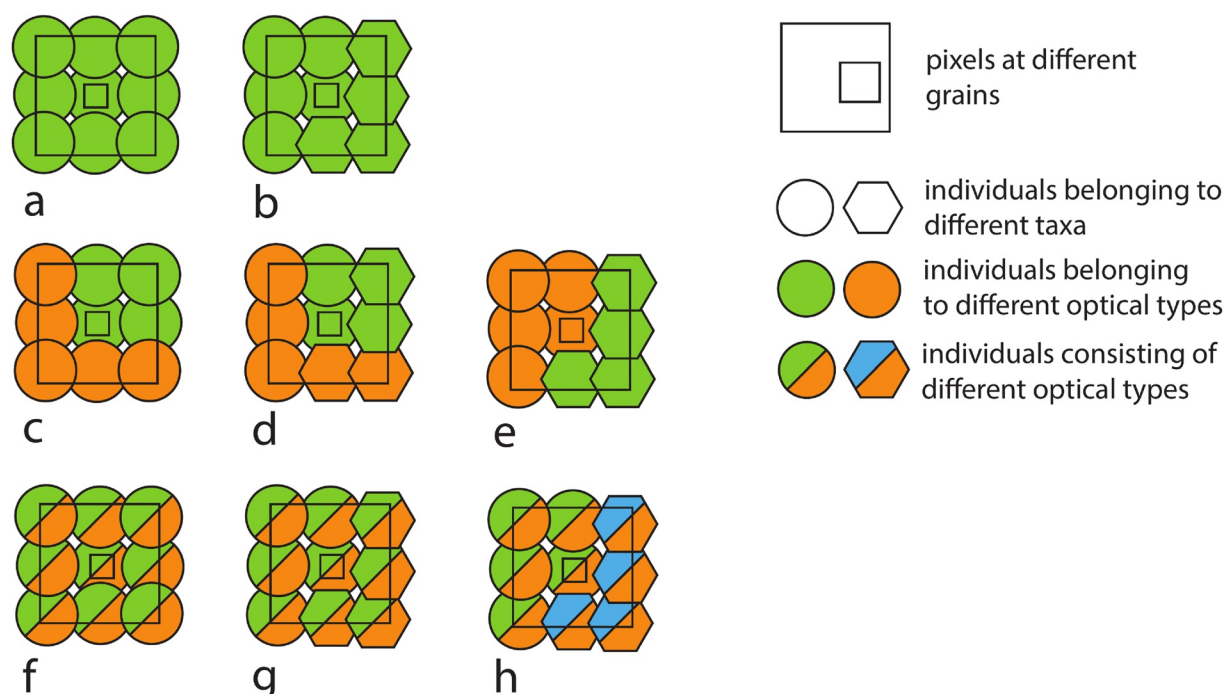 a
b
c
d
e
f
g
h
pixels at different
grains
individuals belonging to
different taxa
individuals belonging
to different optical types
individuals consisting of
different optical types